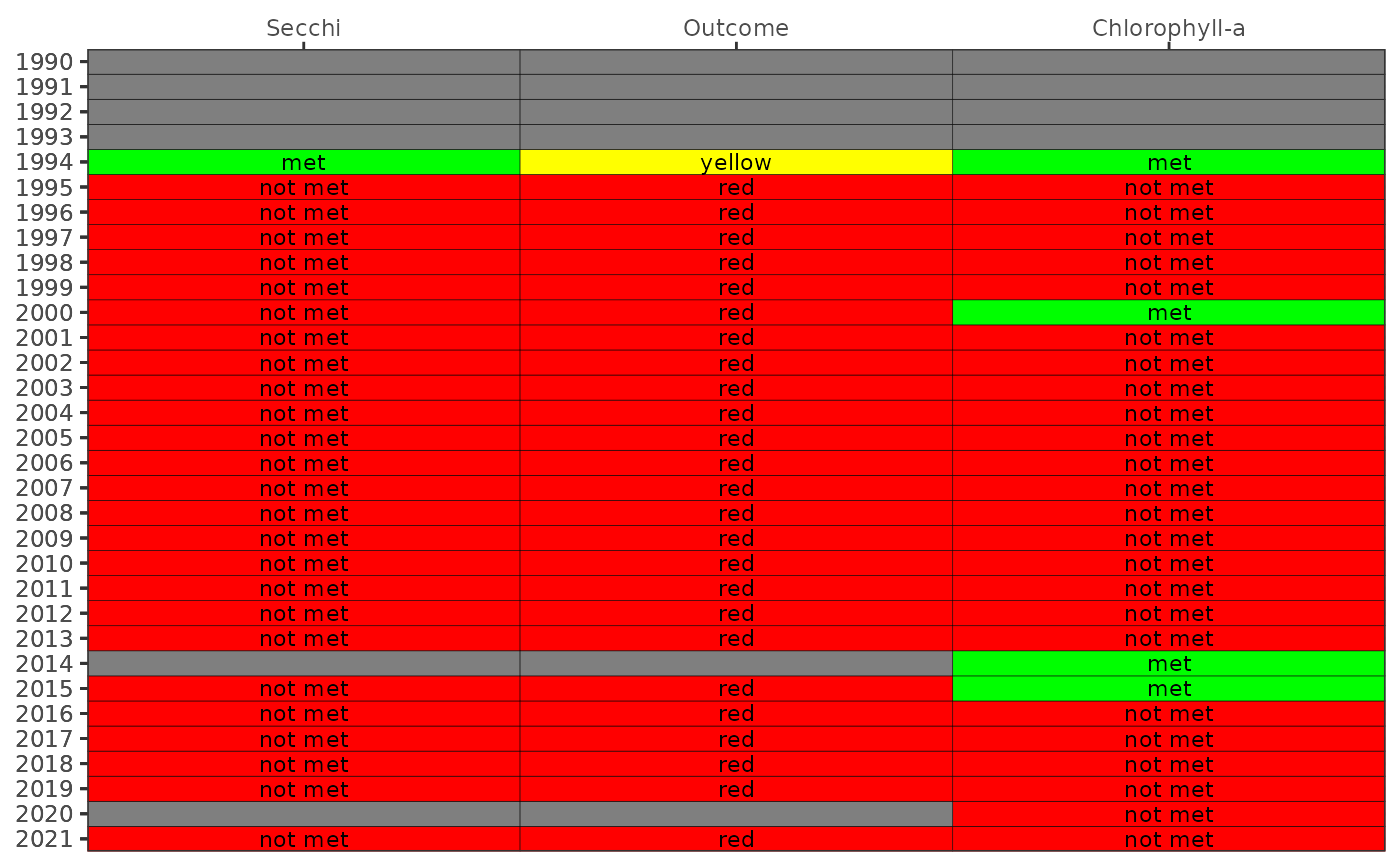 Secchi Outcome Chlorophyll-a
1990
1991
1992
1993
1994 met yellow met
1995 not met red not met
1996 not met red not met
1997 not met red not met
1998 not met red not met
1999 not met red not met
2000 not met red met
2001 not met red not met
2002 not met red not met
2003 not met red not met
2004 not met red not met
2005 not met red not met
2006 not met red not met
2007 not met red not met
2008 not met red not met
2009 not met red not met
2010 not met red not met
2011 not met red not met
2012 not met red not met
2013 not met red not met
2014 met
2015 not met red met
2016 not met red not met
2017 not met red not met
2018 not met red not met
2019 not met red not met
2020 not met
2021 not met red not met